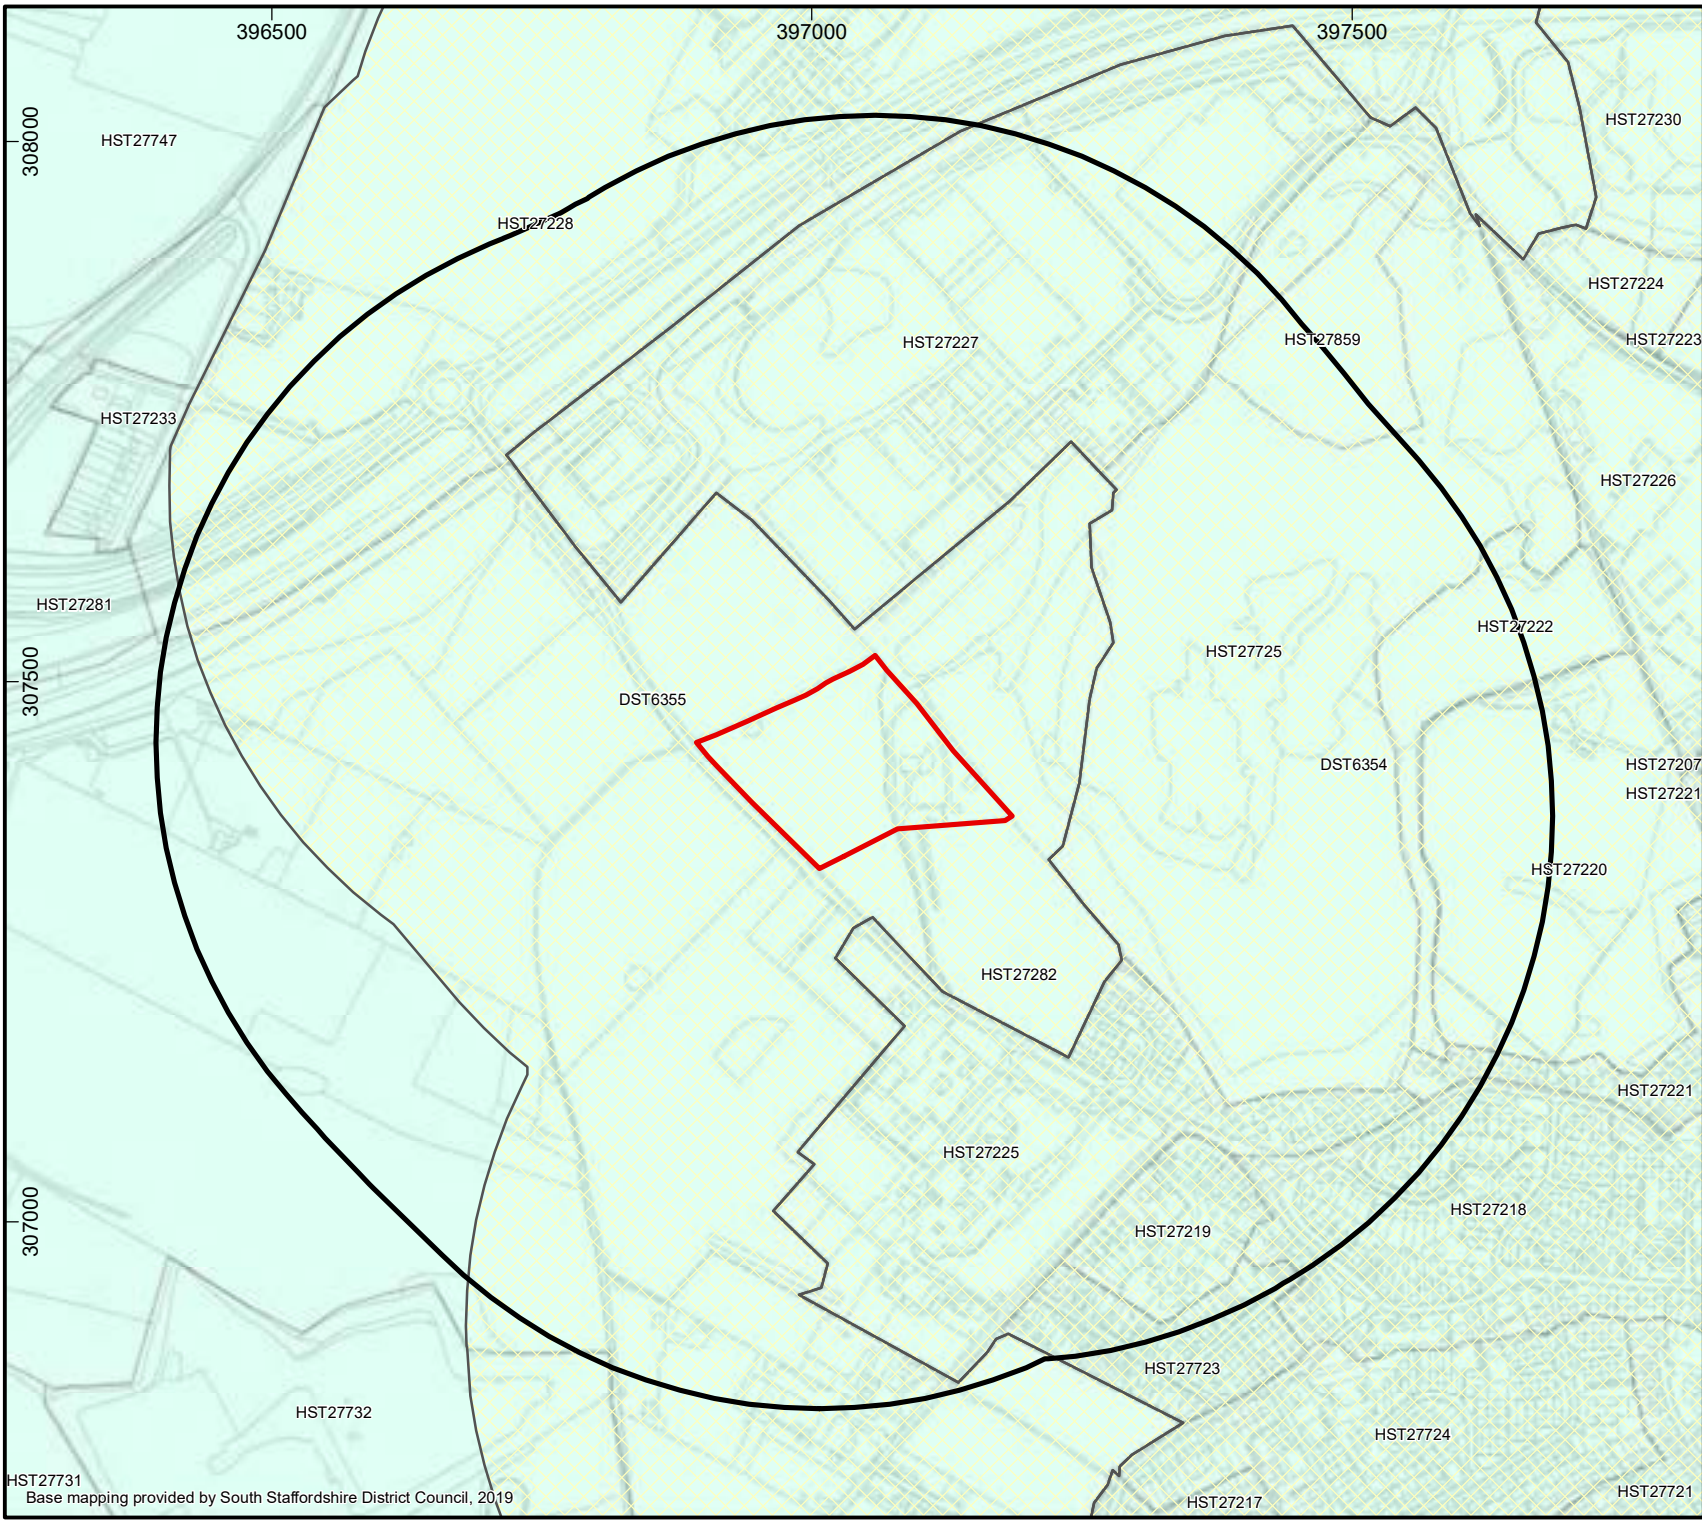 396500
397000
397500
308000
307500
307000
HST27747
HST27230
HST27228
HST27224
HST27227
HST27859
HST27223
HST27233
HST27226
HST27281
HST27222
HST27725
DST6355
DST6354
HST27207
HST27221
HST27220
HST27282
HST27221
HST27225
HST27218
HST27219
HST27723
HST27732
HST27724
HST27731
HST27721
Base mapping provided by South Staffordshire District Council, 2019
HST27217